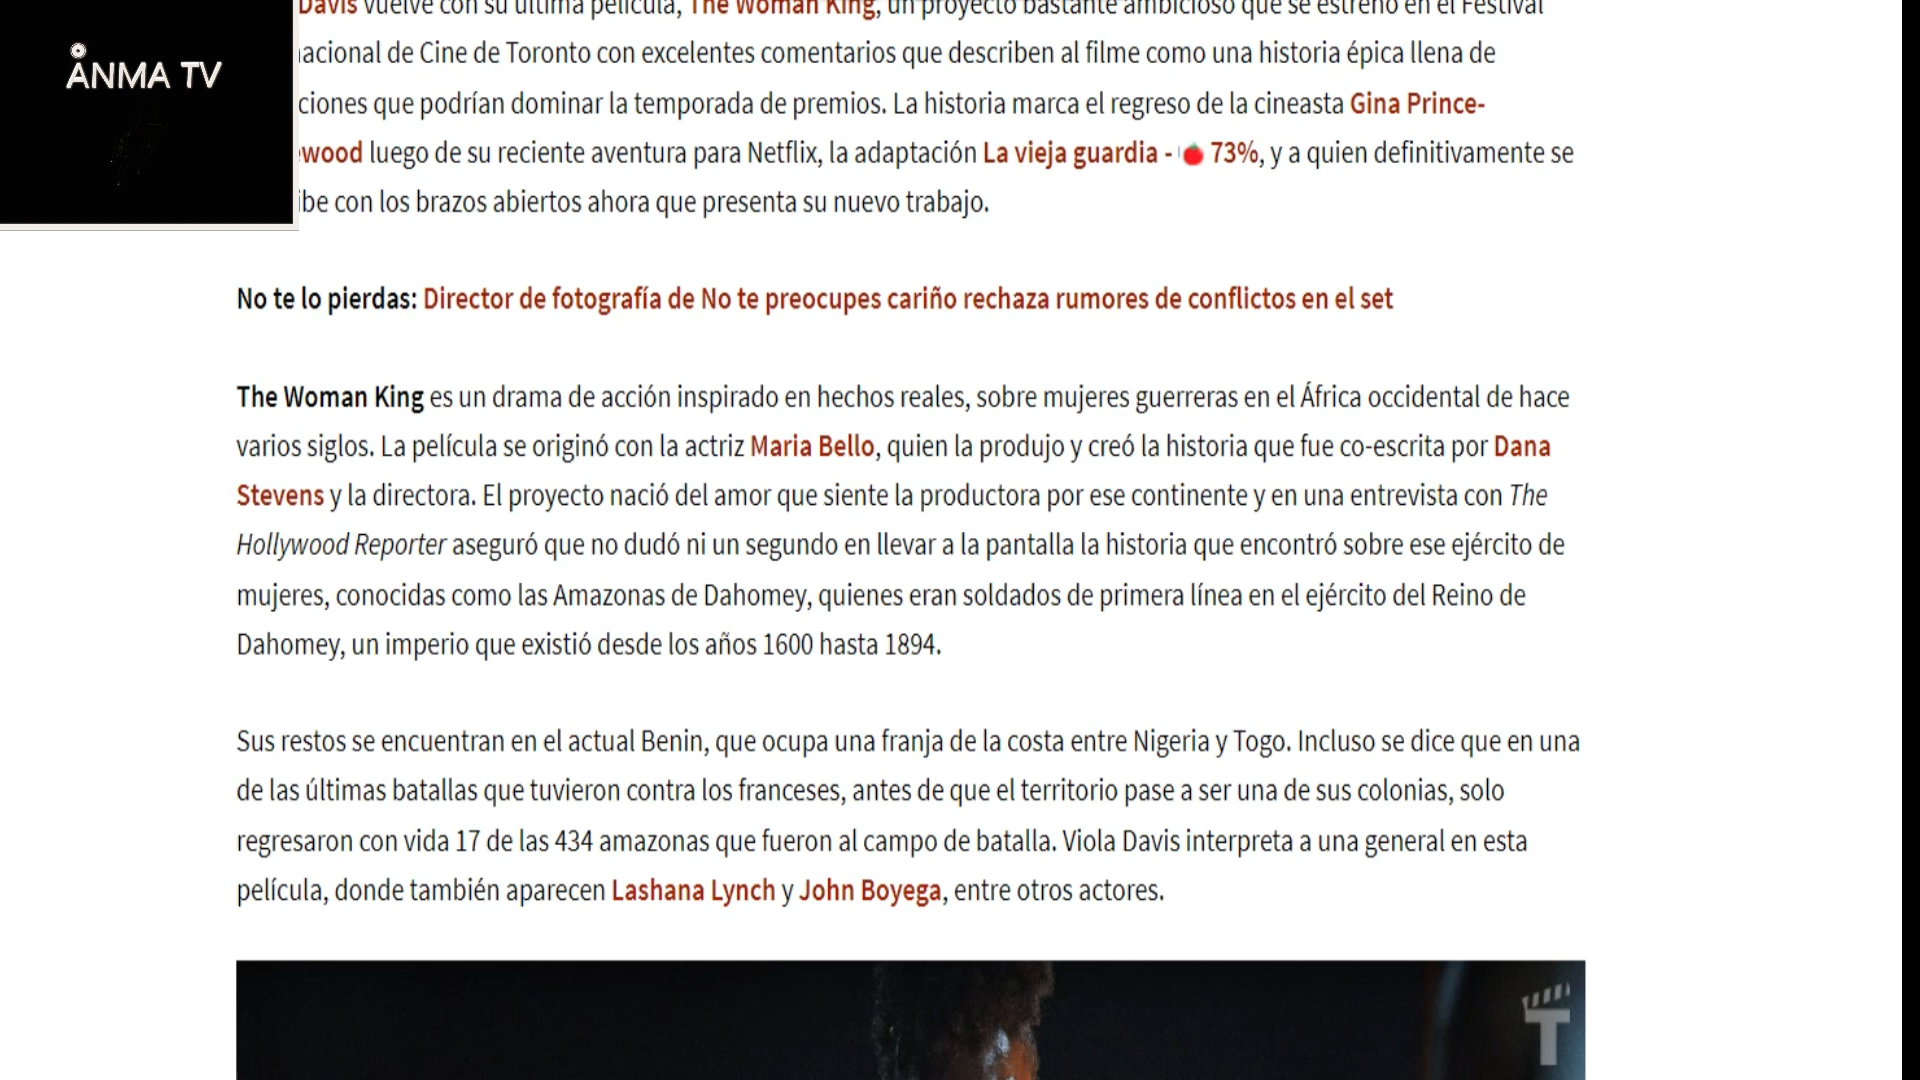 ÅNMA TV
Davis vuelve con su última película, The Woman King, un proyecto bastante ambicioso que se estrenó en el Festival
de Cine de Toronto con excelentes comentarios que describen al filme como una historia épica llena de
que podrían dominar la temporada de premios. La historia marca el regreso de la cineasta Gina Prince-
luego de su reciente aventura para Netflix, la adaptación La vieja guardia - 73%, y a quien definitivamente se
con los brazos abiertos ahora que presenta su nuevo trabajo.
No te lo pierdas: Director de fotografía de No te preocupes cariño rechaza rumores de conflictos en el set
The Woman King es un drama de acción inspirado en hechos reales, sobre mujeres guerreras en el África occidental de hace
varios siglos. La película se originó con la actriz Maria Bello, quien la produjo y creó la historia que fue co-escrita por Dana
Stevens y la directora. El proyecto nació del amor que siente la productora por ese continente y en una entrevista con The
Hollywood Reporter aseguró que no dudó ni un segundo en llevar a la pantalla la historia que encontró sobre ese ejército de
mujeres, conocidas como las Amazonas de Dahomey, quienes eran soldados de primera línea en el ejército del Reino de
Dahomey, un imperio que existió desde los años 1600 hasta 1894.
Sus restos se encuentran en el actual Benin, que ocupa una franja de la costa entre Nigeria y Togo. Incluso se dice que en una
de las últimas batallas que tuvieron contra los franceses, antes de que el territorio pase a ser una de sus colonias, solo
regresaron con vida 17 de las 434 amazonas que fueron al campo de batalla. Viola Davis interpreta a una general en esta
película, donde también aparecen Lashana Lynch y John Boyega, entre otros actores.
T